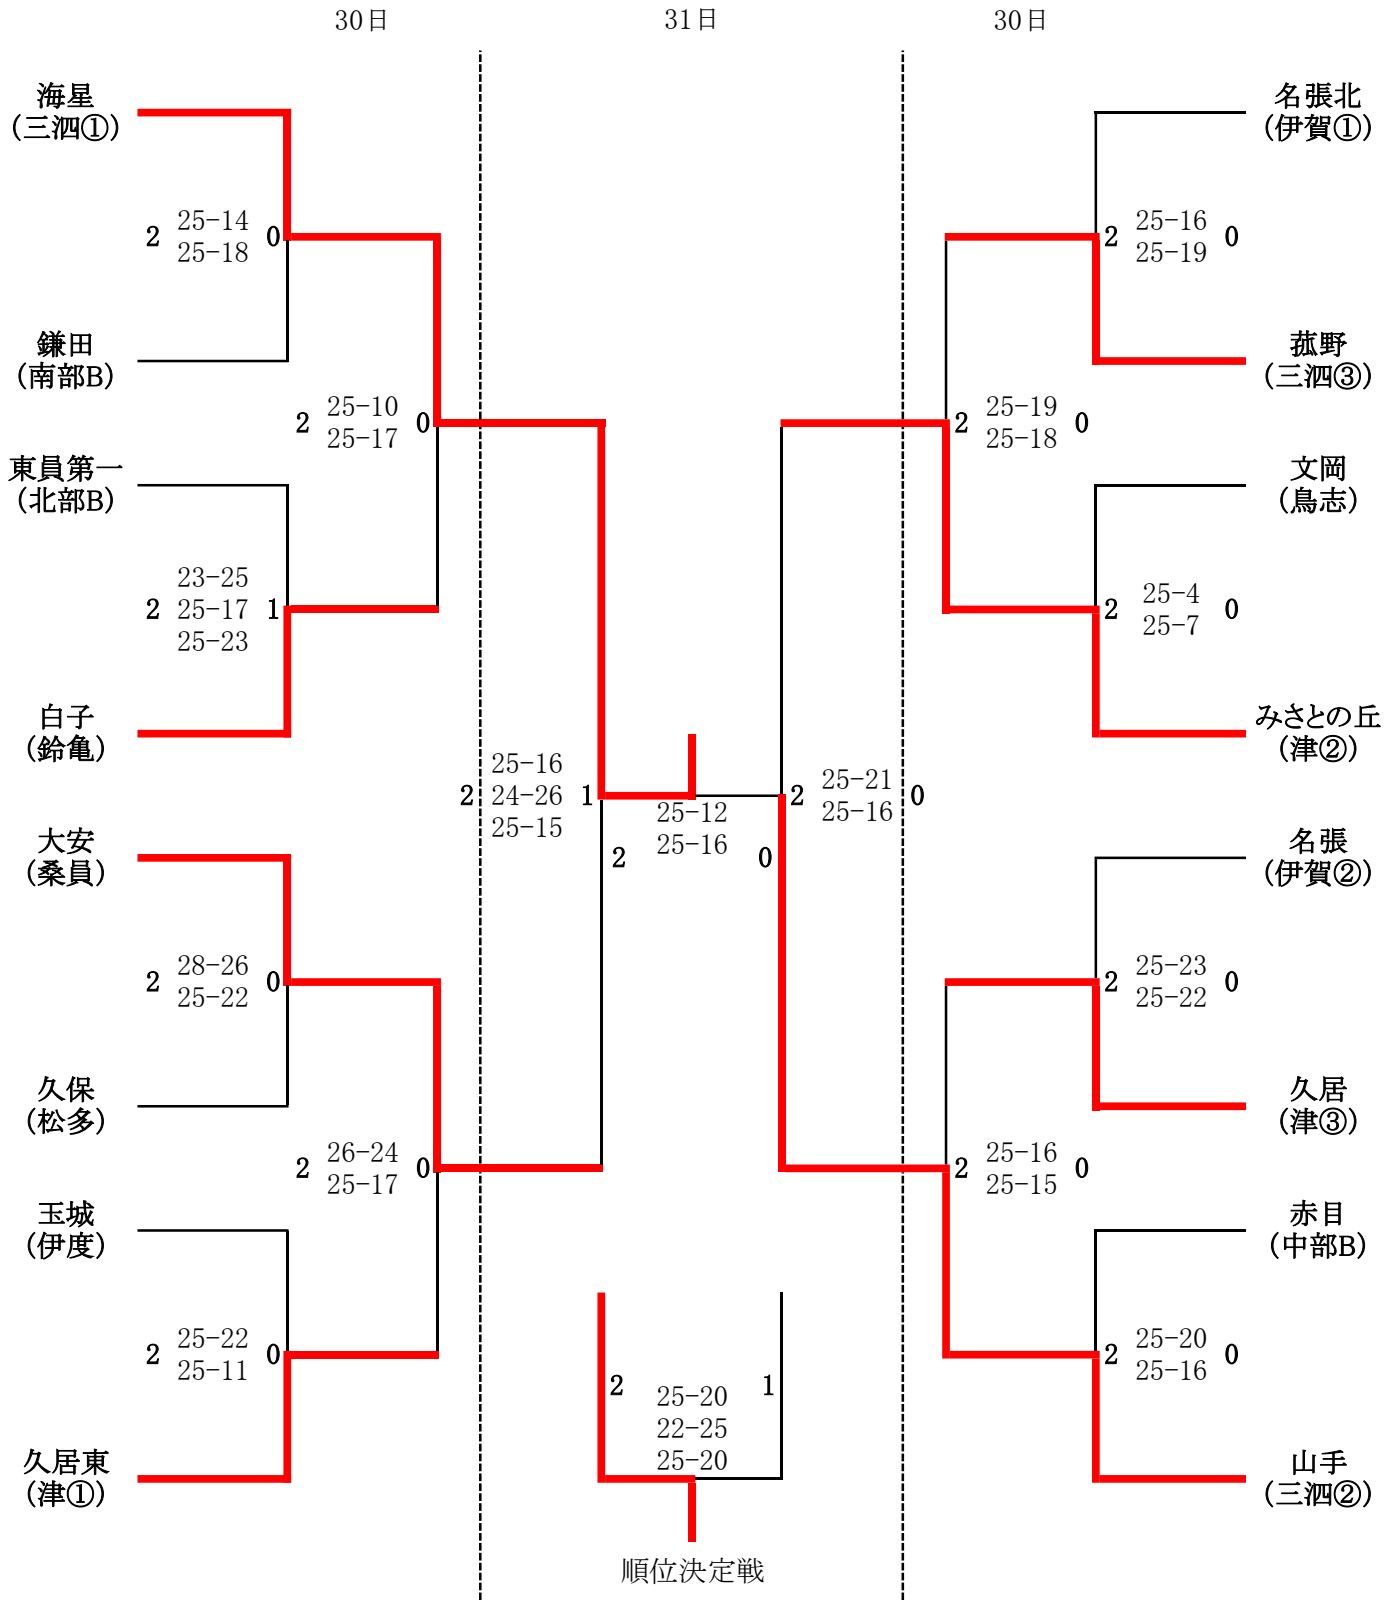 30日
31日
30日
海星
(三泗①)
2 25-14 0
25-18
鎌田
(南部B)
2 25-10 0
25-17
東員第一
(北部B)
23-25
2 25-17 1
25-23
白子
(鈴亀)
25-16
2 24-26 1
25-15
大安
(桑員)
2 28-26 0
25-22
久保
(松多)
2 26-24 0
25-17
玉城
(伊度)
2 25-22 0
25-11
久居東
(津①)
25-12
25-16
2 0
2 1
25-20
22-25
25-20
順位決定戦
名張北
(伊賀①)
2 25-16 0
25-19
菰野
(三泗③)
2 25-19 0
25-18
文岡
(鳥志)
2 25-4 0
25-7
みさとの丘
(津②)
2 25-21 0
25-16
名張
(伊賀②)
2 25-23 0
25-22
久居
(津③)
2 25-16 0
25-15
赤目
(中部B)
2 25-20 0
25-16
山手
(三泗②)